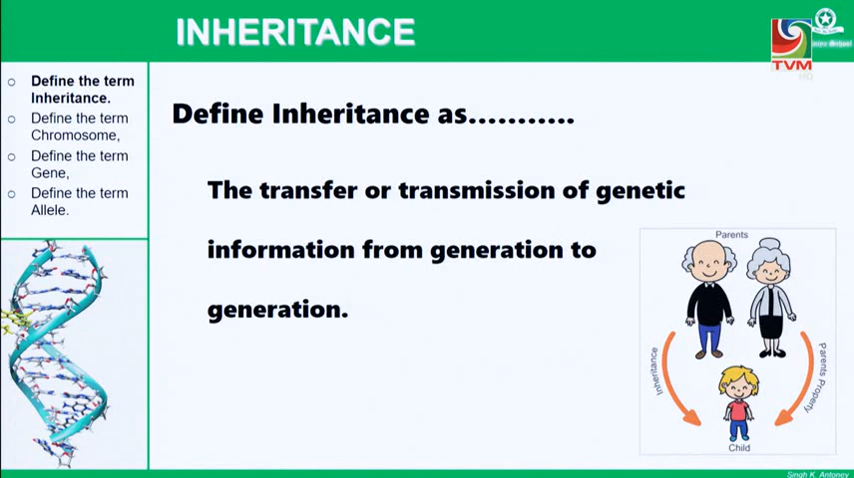 INHERITANCE
TVM
HD
Define the term
Inheritance.
Define the term
Chromosome,
Define the term
Gene,
Define the term
Allele.
Define Inheritance as...........
The transfer or transmission of genetic
information from generation to
generation.
Parents
Inheritance
Parents Property
Child
Singh K. Antoney